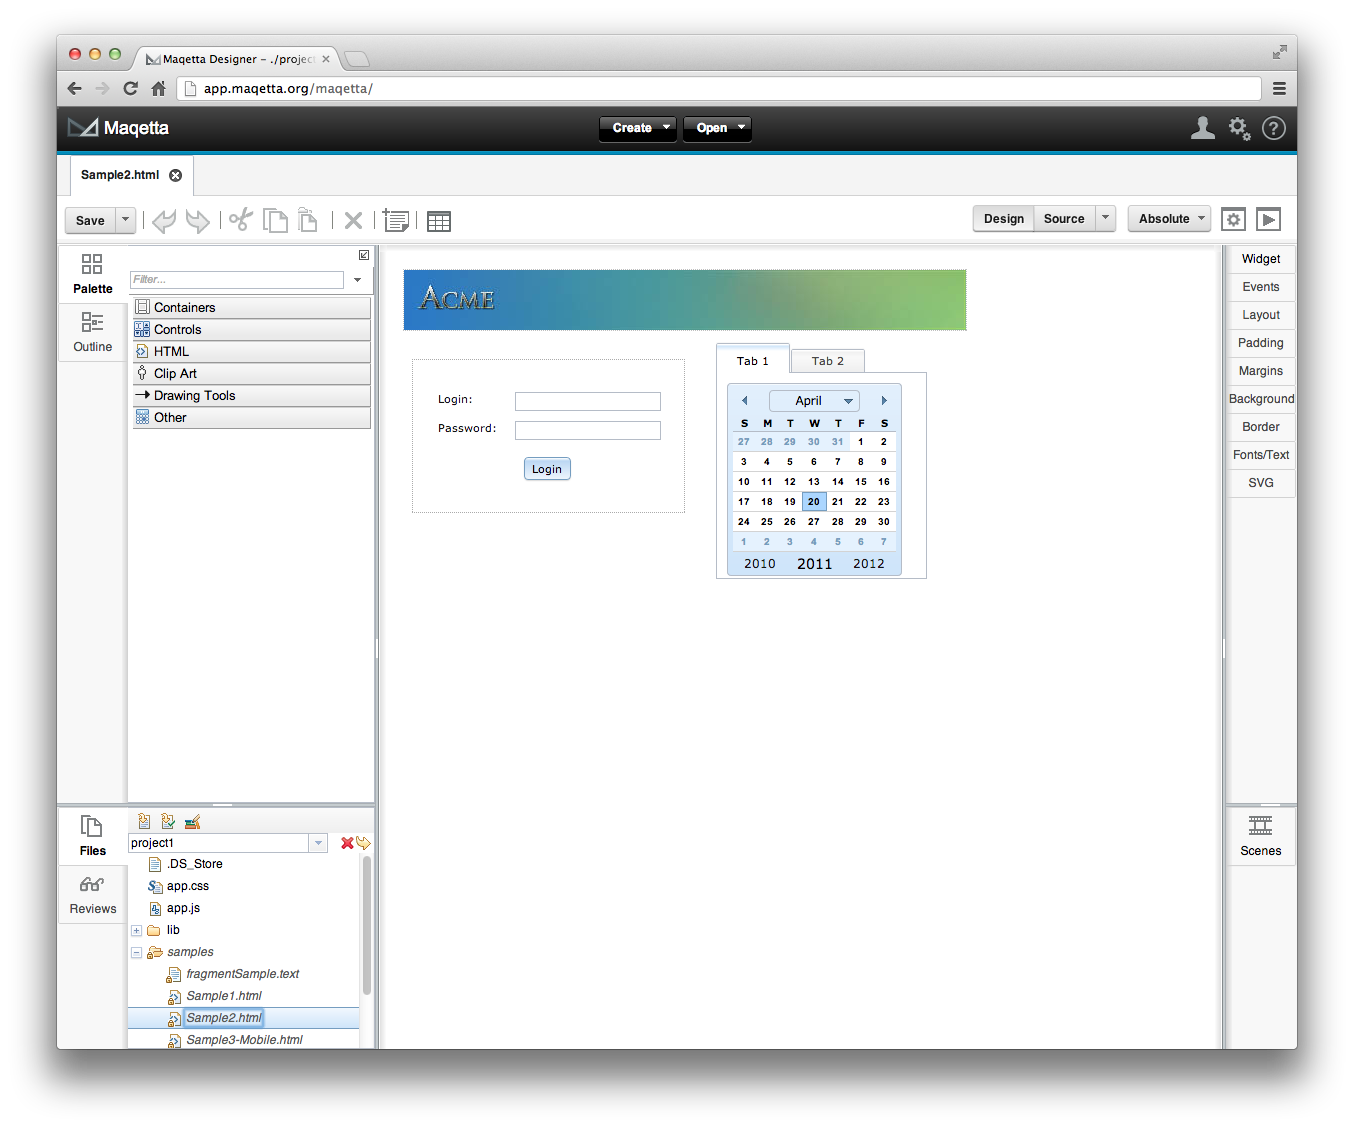 Maqetta Designer – ./project
app.maqetta.org/maqetta/
Maqetta
Create
Open
?
Sample2.html
Save
Design
Source
Absolute
Palette
Outline
Filter...
Containers
Controls
HTML
Clip Art
Drawing Tools
Other
ACME
Login:
Password:
Login
Tab 1
Tab 2
April
S M T W T F S
27 28 29 30 31 1 2
3 4 5 6 7 8 9
10 11 12 13 14 15 16
17 18 19 20 21 22 23
24 25 26 27 28 29 30
1 2 3 4 5 6 7
2010 2011 2012
Widget
Events
Layout
Padding
Margins
Background
Border
Fonts/Text
SVG
Files
Reviews
project1
.DS_Store
app.css
app.js
lib
samples
fragmentSample.text
Sample1.html
Sample2.html
Sample3-Mobile.html
Scenes